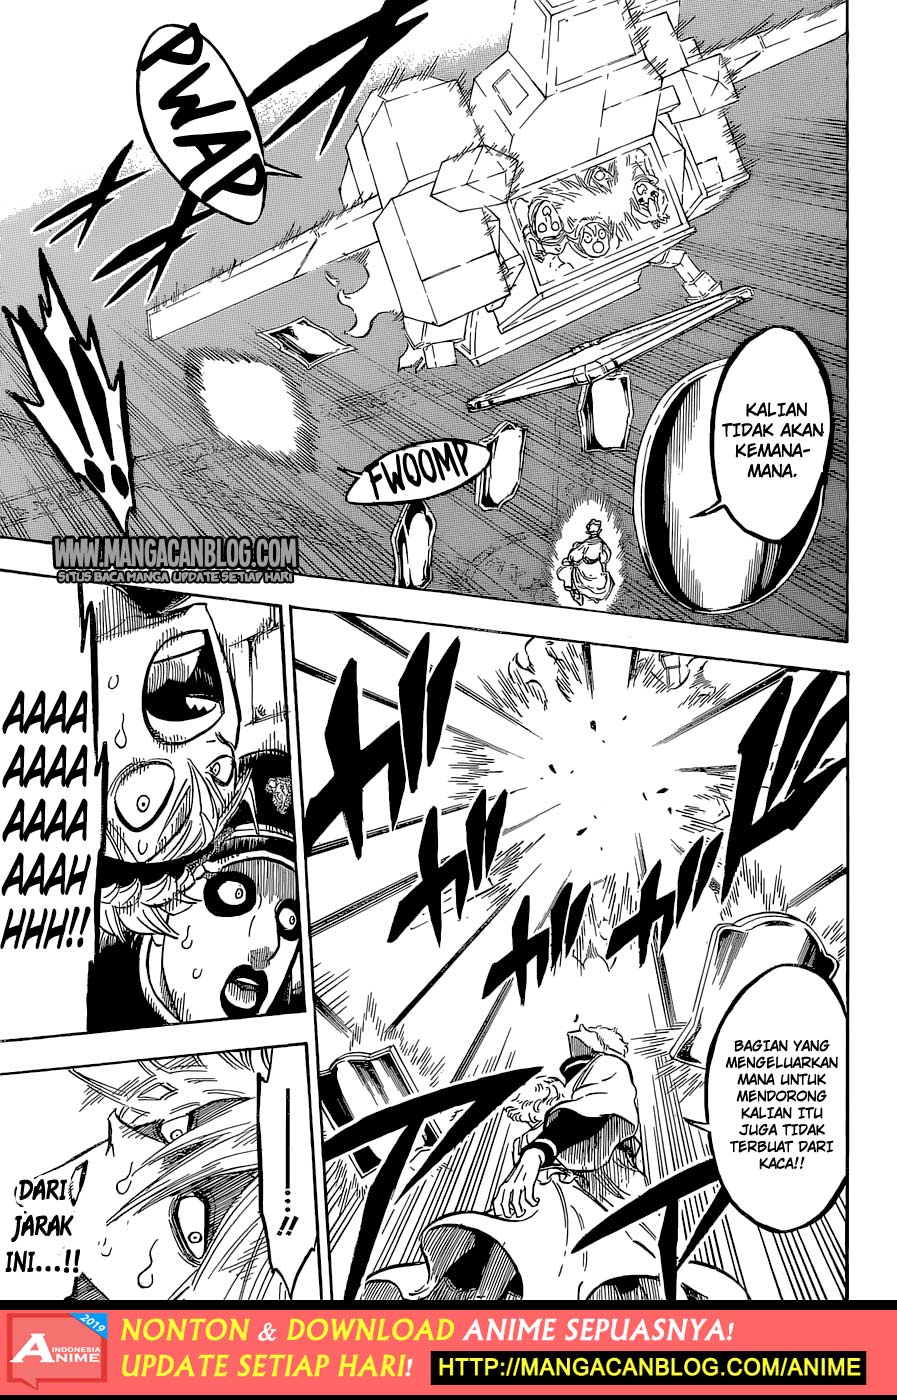 PWAP
KALIAN
TIDAK AKAN
KEMANA-
MANA.
FWOOMP
!!
WWW.MANGACANBLOG.COM
SITUS BACA MANGA UPDATE SETIAP HARI
BAGIAN YANG
MENGELUARKAN
MANA UNTUK
MENDORONG
KALIAN ITU
JUGA TIDAK
TERBUAT DARI
KACA!!
AAAA
AAAA
AAAA
AAAH
HHH!!
..........!!
DARI
JARAK
INI...!!
2019
INDONESIA
ANIME
NONTON & DOWNLOAD ANIME SEPUASNYA!
UPDATE SETIAP HARI! HTTP://MANGACANBLOG.COM/ANIME